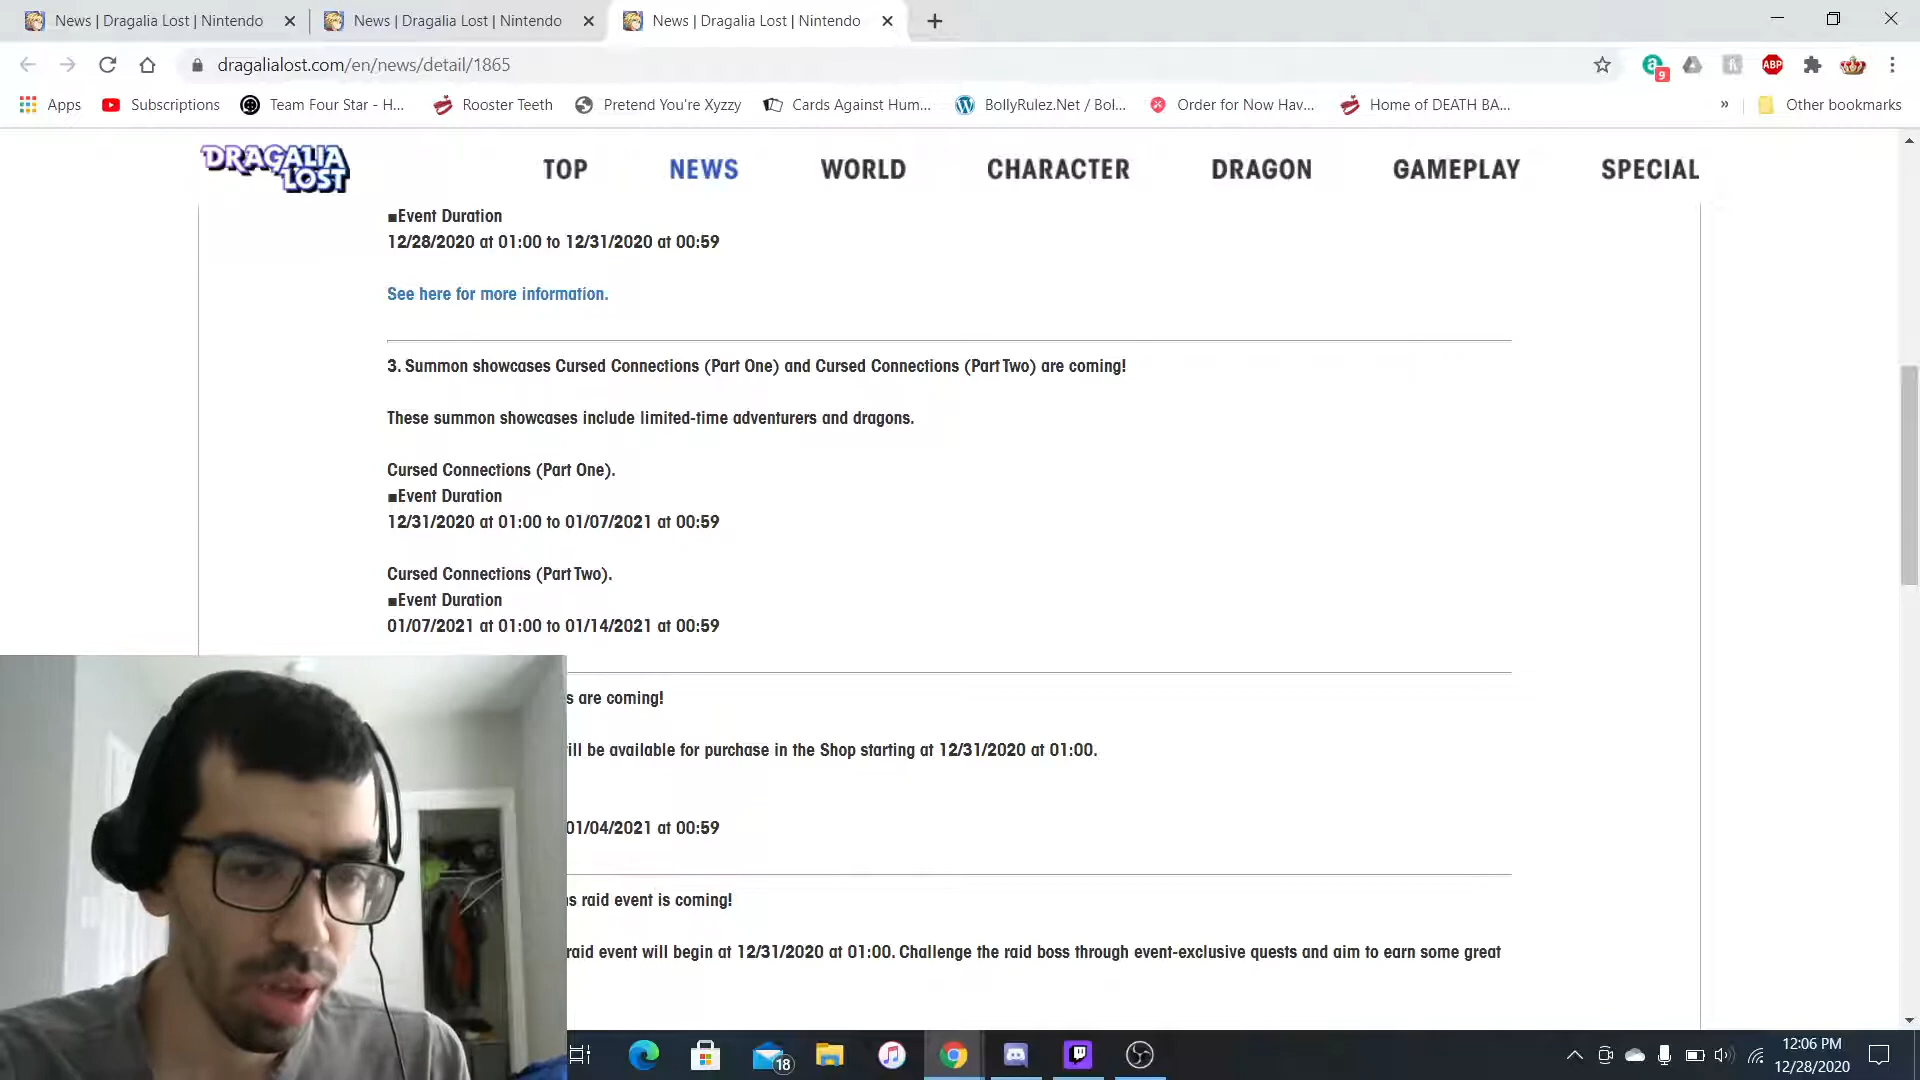 News | Dragalia Lost | Nintendo
News | Dragalia Lost | Nintendo
News | Dragalia Lost | Nintendo
dragalialost.com/en/news/detail/1865
9
ABP
Apps
Subscriptions
Team Four Star - H...
Rooster Teeth
Pretend You're Xyzzy
Cards Against Hum...
BollyRulez.Net / Bol...
Order for Now Hav...
Home of DEATH BA...
»
Other bookmarks
DRAGALIA LOST
TOP
NEWS
WORLD
CHARACTER
DRAGON
GAMEPLAY
SPECIAL
■Event Duration
12/28/2020 at 01:00 to 12/31/2020 at 00:59
See here for more information.
3. Summon showcases Cursed Connections (Part One) and Cursed Connections (Part Two) are coming!
These summon showcases include limited-time adventurers and dragons.
Cursed Connections (Part One).
■Event Duration
12/31/2020 at 01:00 to 01/07/2021 at 00:59
Cursed Connections (Part Two).
■Event Duration
01/07/2021 at 01:00 to 01/14/2021 at 00:59
s are coming!
ill be available for purchase in the Shop starting at 12/31/2020 at 01:00.
01/04/2021 at 00:59
s raid event is coming!
raid event will begin at 12/31/2020 at 01:00. Challenge the raid boss through event-exclusive quests and aim to earn some great
18
12:06 PM
12/28/2020